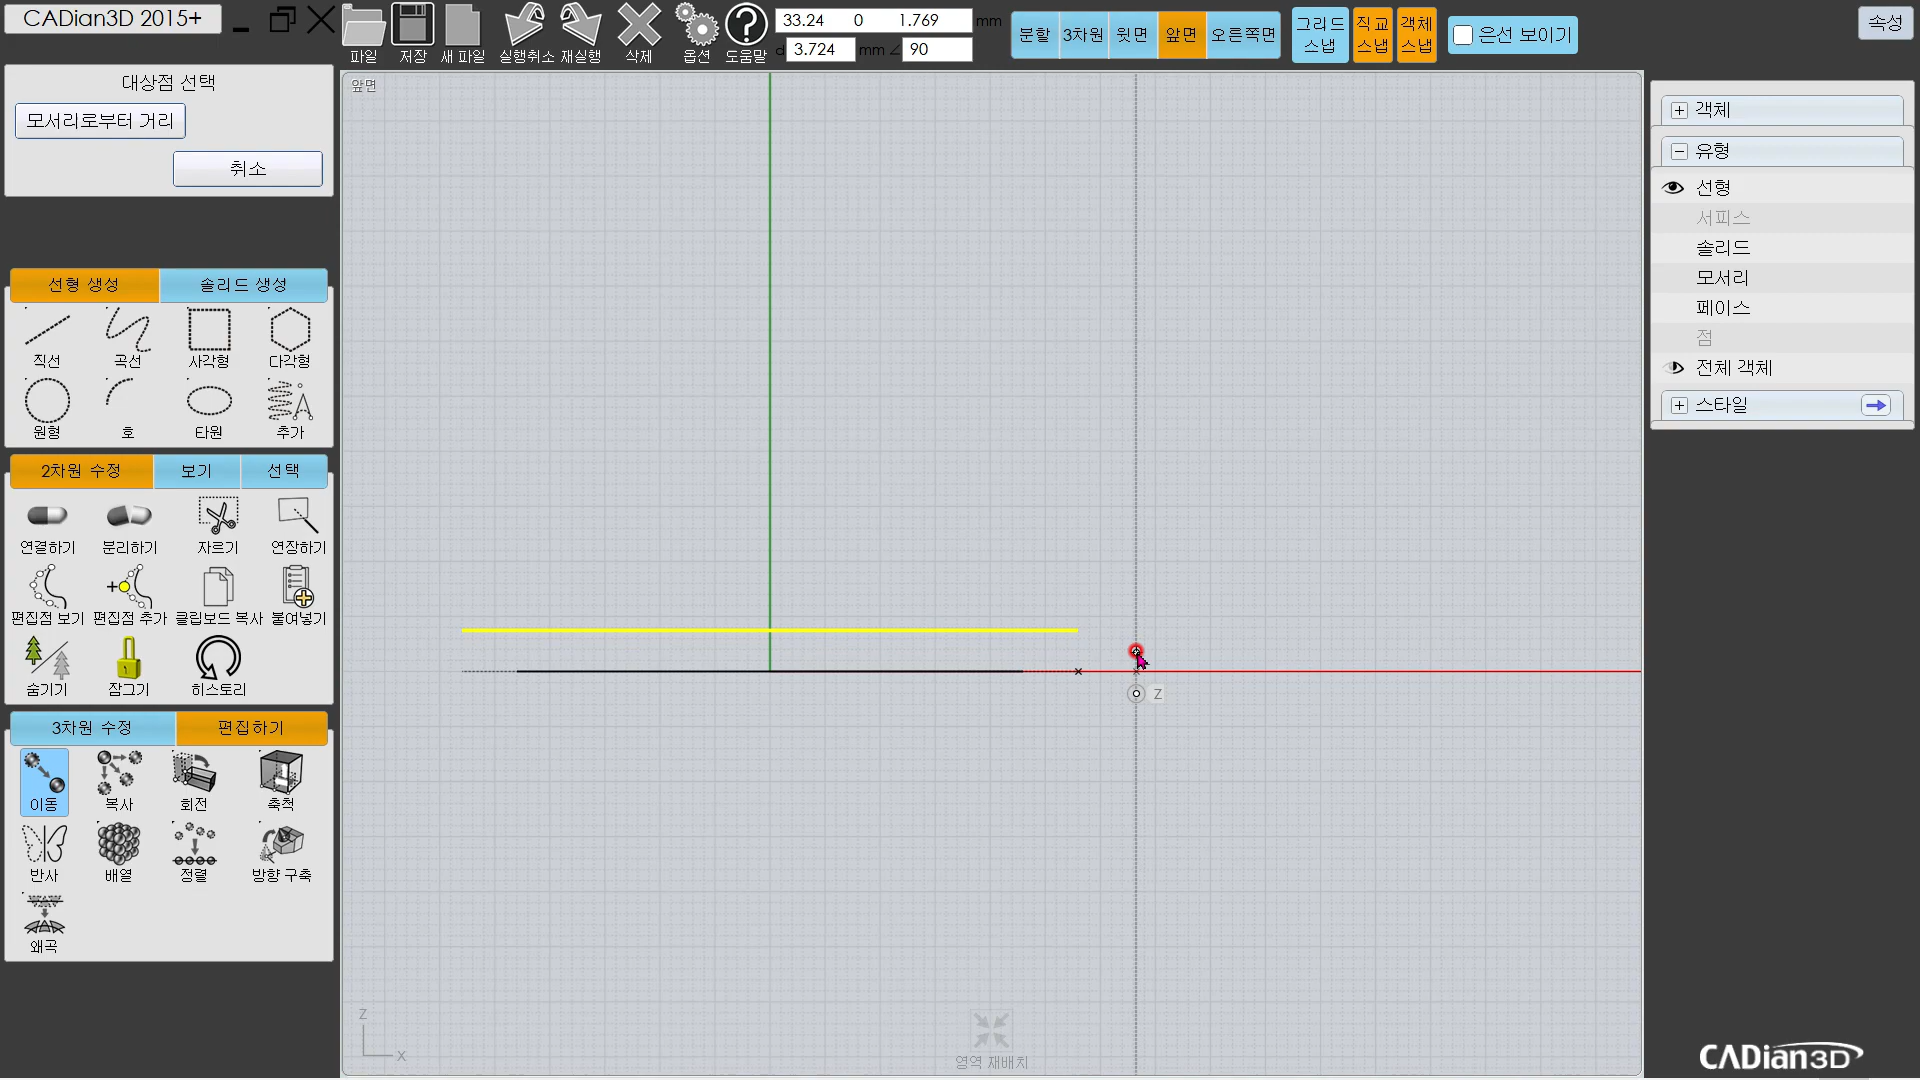 CADian3D 2015+
파일 저장 새 파일 실행취소 재실행 삭제 옵션 도움말
33.24 0 1.769 mm
d 3.724 mm ∠ 90
분할 3차원 윗면 앞면 오른쪽면
그리드 스냅
직교 스냅
객체 스냅
은선 보이기
속성
대상점 선택
모서리로부터 거리
취소
선형 생성 솔리드 생성
직선 곡선 사각형 다각형
원형 호 타원 추가
2차원 수정 보기 선택
연결하기 분리하기 자르기 연장하기
편집점 보기 편집점 추가 클립보드 복사 붙여넣기
숨기기 잠그기 히스토리
3차원 수정 편집하기
이동 복사 회전 축척
반사 배열 정렬 방향 구축
왜곡
앞면
Z
Z
X
영역 재배치
객체
유형
선형
서피스
솔리드
모서리
페이스
점
전체 객체
스타일
CADian3D